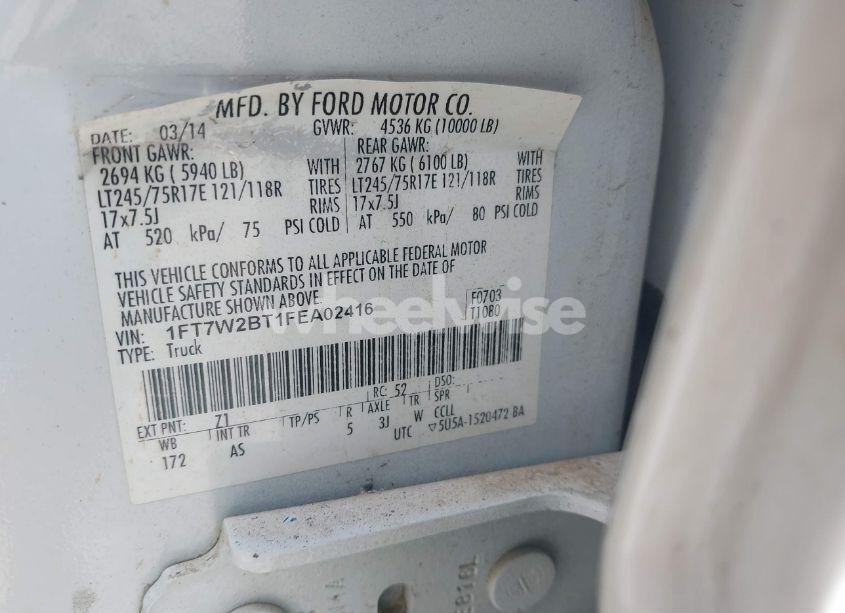 MFD. BY FORD MOTOR CO.
DATE: 03/14 GVWR: 4536 KG (10000 LB)
FRONT GAWR: REAR GAWR:
2694 KG ( 5940 LB) WITH 2767 KG ( 6100 LB) WITH
LT245/75R17E 121/118R TIRES LT245/75R17E 121/118R TIRES
17x7.5J RIMS 17x7.5J RIMS
AT 520 kPa/ 75 PSI COLD AT 550 kPa/ 80 PSI COLD
THIS VEHICLE CONFORMS TO ALL APPLICABLE FEDERAL MOTOR
VEHICLE SAFETY STANDARDS IN EFFECT ON THE DATE OF
MANUFACTURE SHOWN ABOVE.
VIN: 1FT7W2BT1FEA02416 F0703
TYPE: Truck T1080
wheelwise
EXT PNT: Z1 RC: 52 DSO:
WB INT TR TP/PS R AXLE TR SPR
172 AS 5 3J W CCLL
UTC ▽5U5A-1520472 BA